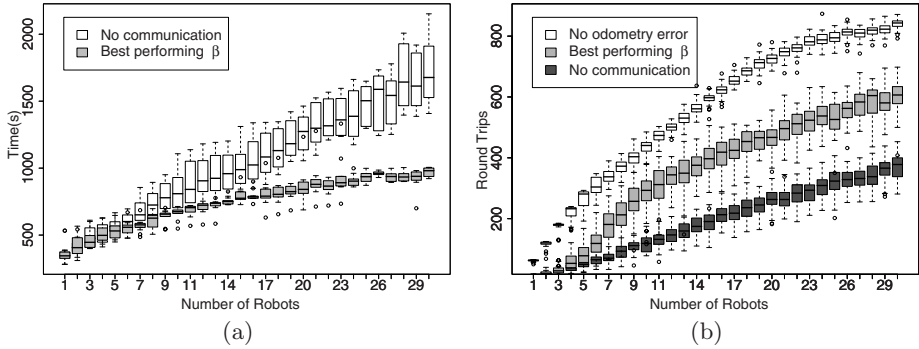 No communication
Best performing β
Time(s)
500
1000
1500
2000
1 3 5 7 9 11 14 17 20 23 26 29
Number of Robots
(a)
No odometry error
Best performing β
No communication
Round Trips
200
400
600
800
1 3 5 7 9 11 14 17 20 23 26 29
Number of Robots
(b)